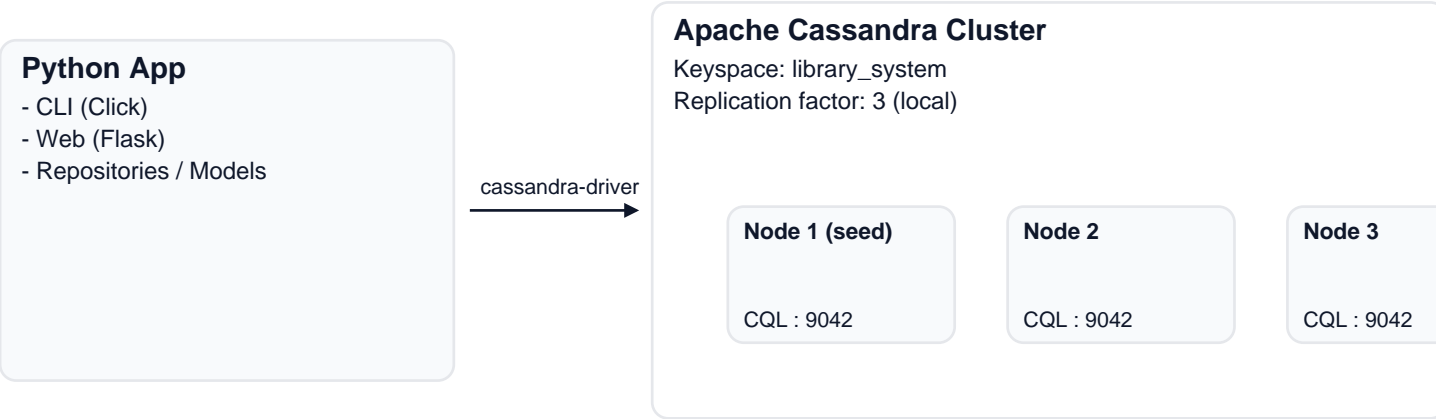 Python App
- CLI (Click)
- Web (Flask)
- Repositories / Models
cassandra-driver
Apache Cassandra Cluster
Keyspace: library_system
Replication factor: 3 (local)
Node 1 (seed)
CQL : 9042
Node 2
CQL : 9042
Node 3
CQL : 9042